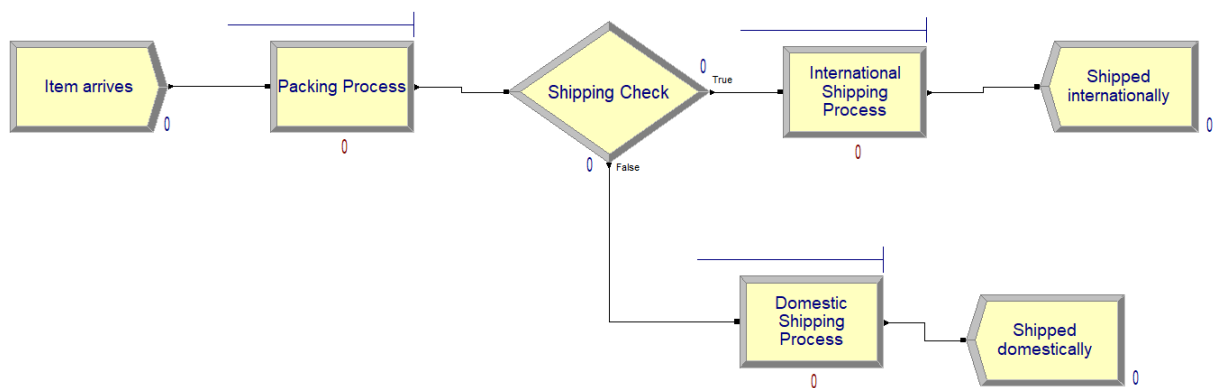 Item arrives
0
Packing Process
0
Shipping Check
0
True
0
False
International
Shipping
Process
0
Shipped
internationally
0
Domestic
Shipping
Process
0
Shipped
domestically
0